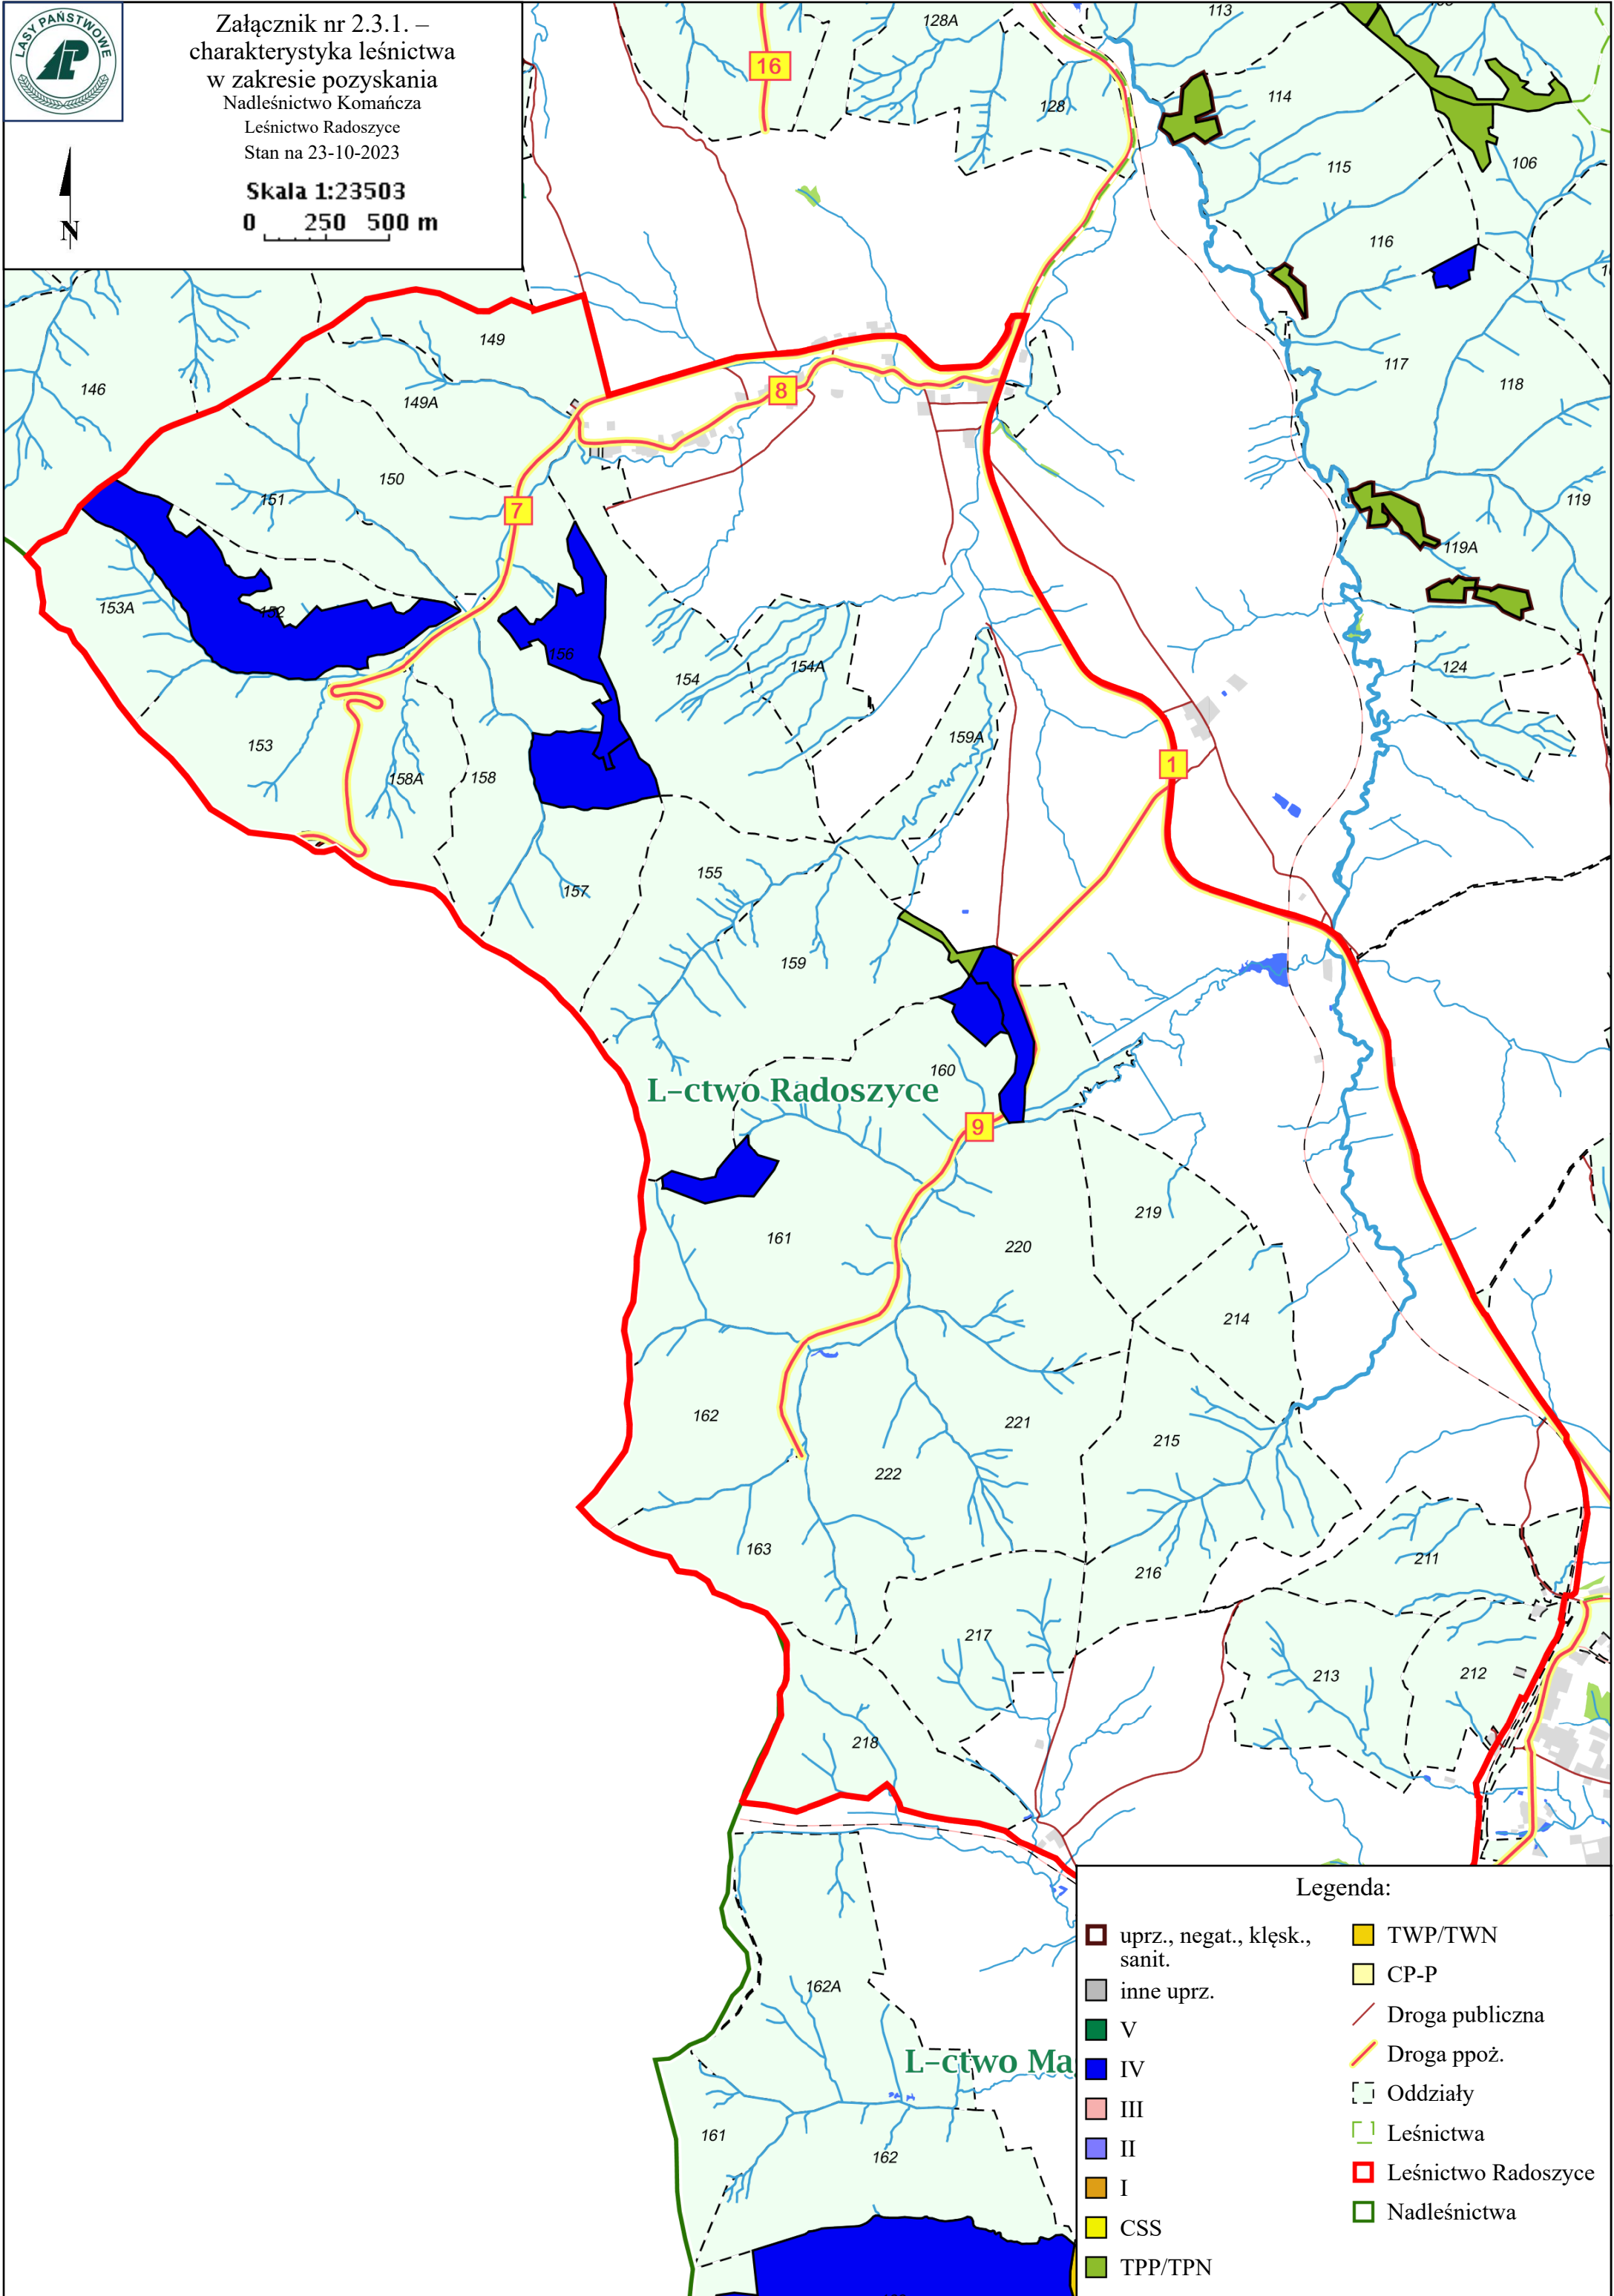 LASY PAŃSTWOWE
Załącznik nr 2.3.1. –
charakterystyka leśnictwa
w zakresie pozyskania
Nadleśnictwo Komańcza
Leśnictwo Radoszyce
Stan na 23-10-2023
Skala 1:23503
0 250 500 m
N
128A
113
16
128
114
115
106
116
149
146
149A
8
117
118
150
151
7
119
119A
153A
152
156
154
154A
124
153
158A
158
159A
1
155
157
159
160
L-ctwo Radoszyce
9
161
219
220
214
162
221
215
222
163
216
211
217
213
212
218
162A
L-ctwo Ma
161
162
Legenda:
uprz., negat., klęsk.,
sanit.
inne uprz.
V
IV
III
II
I
CSS
TPP/TPN
TWP/TWN
CP-P
Droga publiczna
Droga ppoż.
Oddziały
Leśnictwa
Leśnictwo Radoszyce
Nadleśnictwa